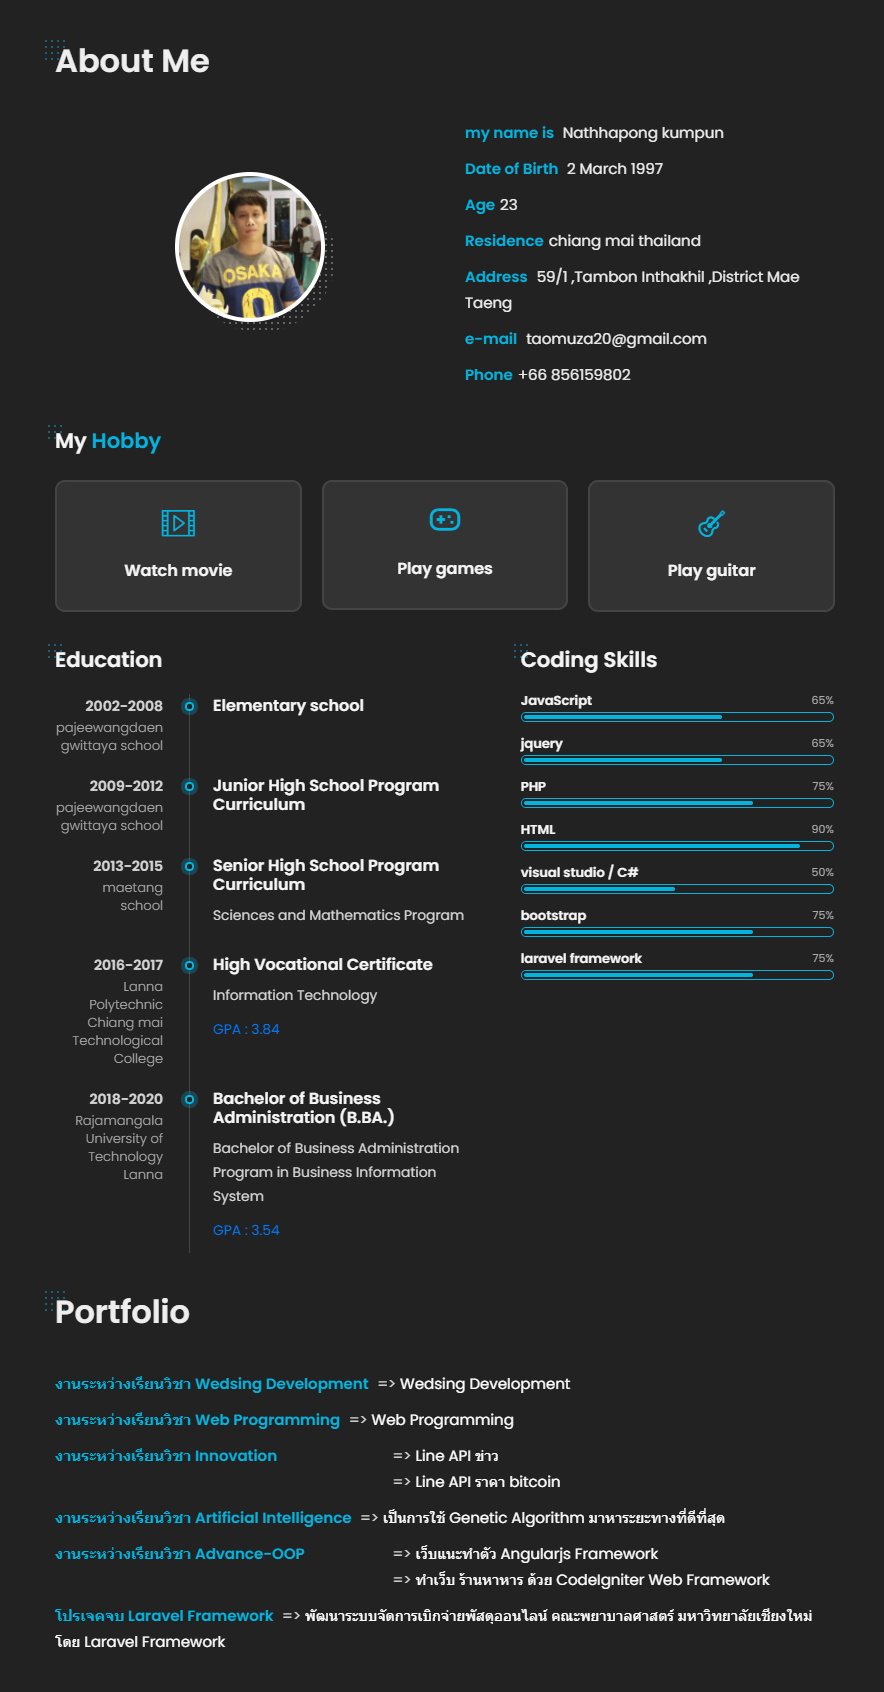 About Me
OSAKA
0
my name is Nathhapong kumpun
Date of Birth 2 March 1997
Age 23
Residence chiang mai thailand
Address 59/1 ,Tambon Inthakhil ,District Mae
Taeng
e-mail taomuza20@gmail.com
Phone +66 856159802
My Hobby
Watch movie
Play games
Play guitar
Education
2002-2008
pajeewangdaen
gwittaya school
Elementary school
2009-2012
pajeewangdaen
gwittaya school
Junior High School Program
Curriculum
2013-2015
maetang
school
Senior High School Program
Curriculum
Sciences and Mathematics Program
2016-2017
Lanna
Polytechnic
Chiang mai
Technological
College
High Vocational Certificate
Information Technology
GPA : 3.84
2018-2020
Rajamangala
University of
Technology
Lanna
Bachelor of Business
Administration (B.BA.)
Bachelor of Business Administration
Program in Business Information
System
GPA : 3.54
Coding Skills
JavaScript 65%
jquery 65%
PHP 75%
HTML 90%
visual studio / C# 50%
bootstrap 75%
laravel framework 75%
Portfolio
งานระหว่างเรียนวิชา Wedsing Development => Wedsing Development
งานระหว่างเรียนวิชา Web Programming => Web Programming
งานระหว่างเรียนวิชา Innovation => Line API ข่าว
=> Line API ราคา bitcoin
งานระหว่างเรียนวิชา Artificial Intelligence => เป็นการใช้ Genetic Algorithm มาหาระยะทางที่ดีที่สุด
งานระหว่างเรียนวิชา Advance-OOP => เว็บแนะทำตัว Angularjs Framework
=> ทำเว็บ ร้านหาหาร ด้วย CodeIgniter Web Framework
โปรเจคจบ Laravel Framework => พัฒนาระบบจัดการเบิกจ่ายพัสดุออนไลน์ คณะพยาบาลศาสตร์ มหาวิทยาลัยเชียงใหม่
โดย Laravel Framework